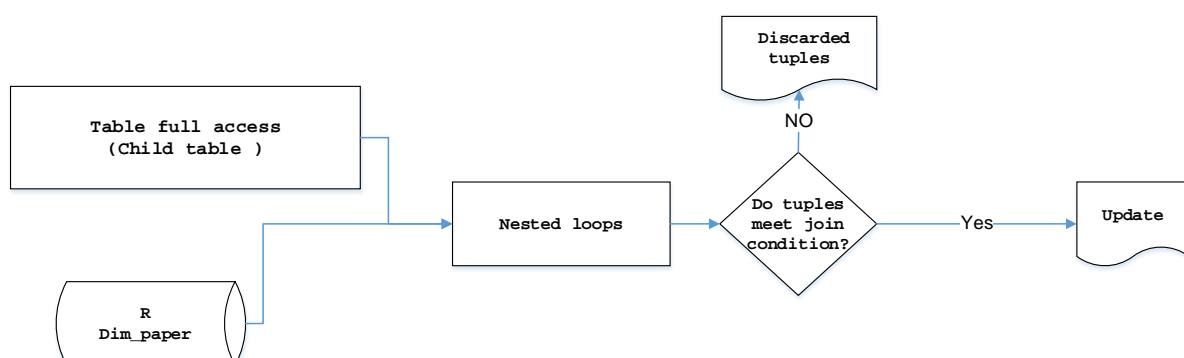 Discarded
tuples
NO
Table full access
(Child table )
Nested loops
Do tuples
meet join
condition?
Yes
Update
R
Dim_paper